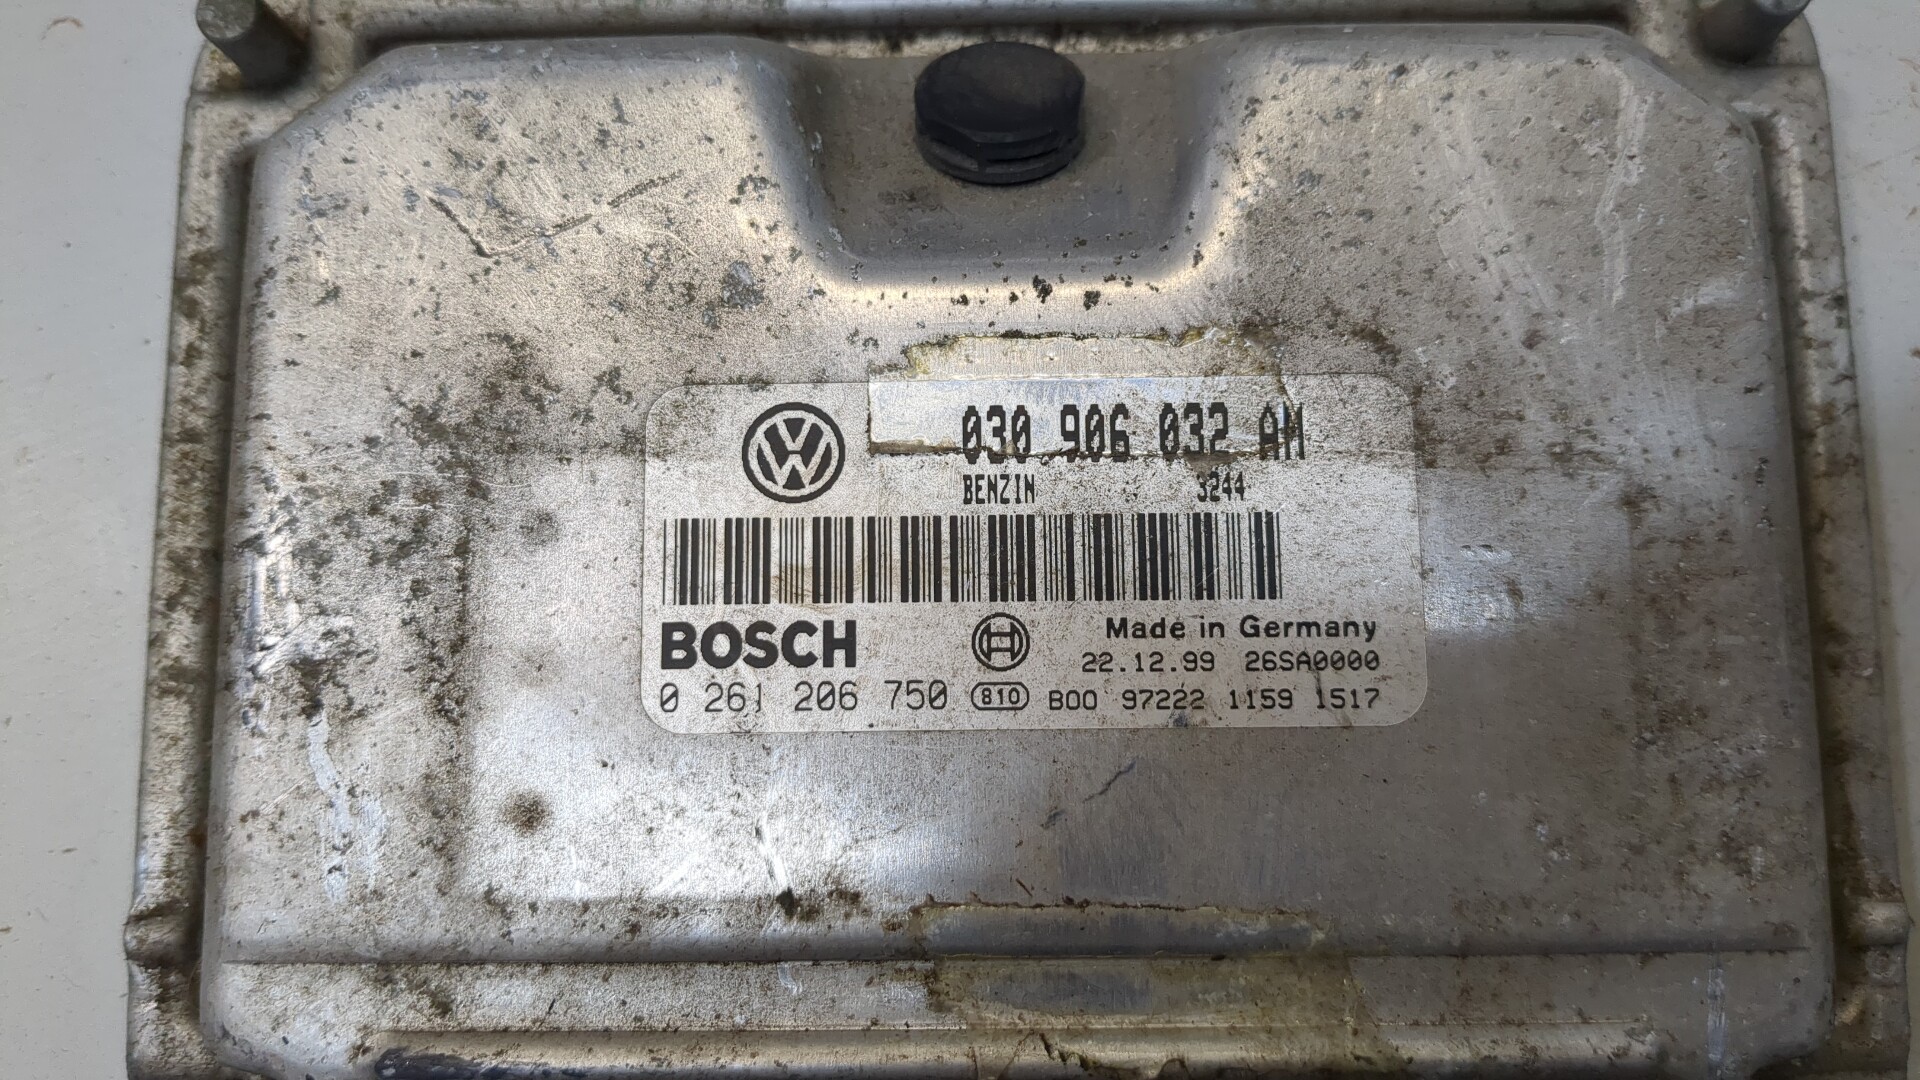 030 906 032 AM
BENZIN 3244
BOSCH Made in Germany
22.12.99 26SA0000
0 261 206 750 810 B00 97222 1159 1517